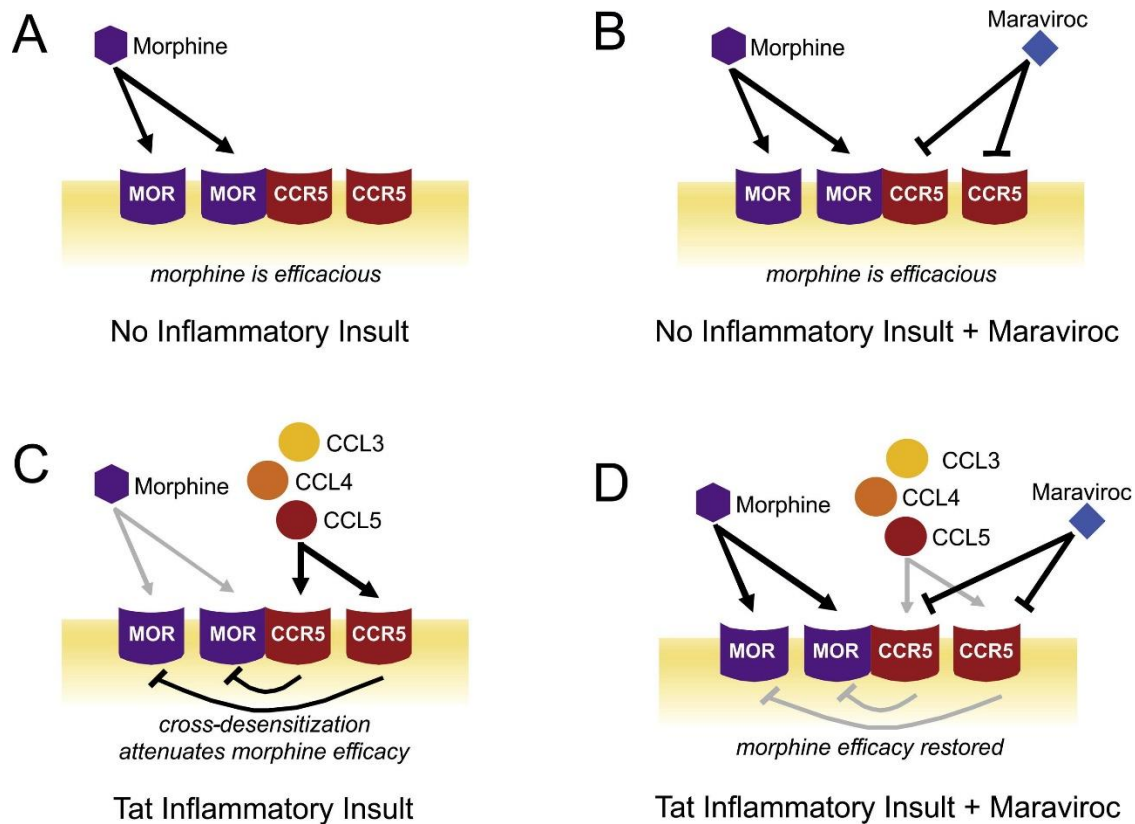 A
Morphine
MOR
MOR
CCR5
CCR5
morphine is efficacious
No Inflammatory Insult
B
Morphine
Maraviroc
MOR
MOR
CCR5
CCR5
morphine is efficacious
No Inflammatory Insult + Maraviroc
C
Morphine
CCL3
CCL4
CCL5
MOR
MOR
CCR5
CCR5
cross-desensitization
attenuates morphine efficacy
Tat Inflammatory Insult
D
Morphine
CCL3
CCL4
CCL5
Maraviroc
MOR
MOR
CCR5
CCR5
morphine efficacy restored
Tat Inflammatory Insult + Maraviroc